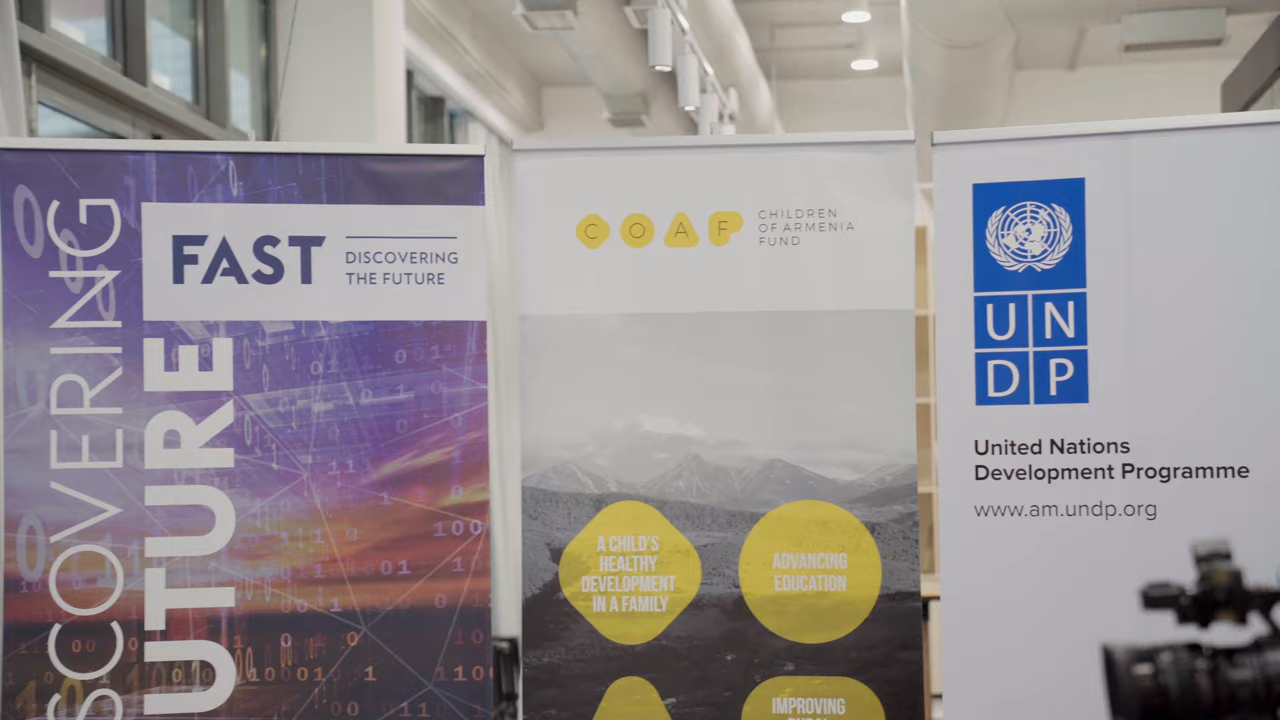 SCOVERING
UTURE
FAST
DISCOVERING
THE FUTURE
COAF
CHILDREN
OF ARMENIA
FUND
A CHILD'S
HEALTHY
DEVELOPMENT
IN A FAMILY
ADVANCING
EDUCATION
IMPROVING
UN
DP
United Nations
Development Programme
www.am.undp.org